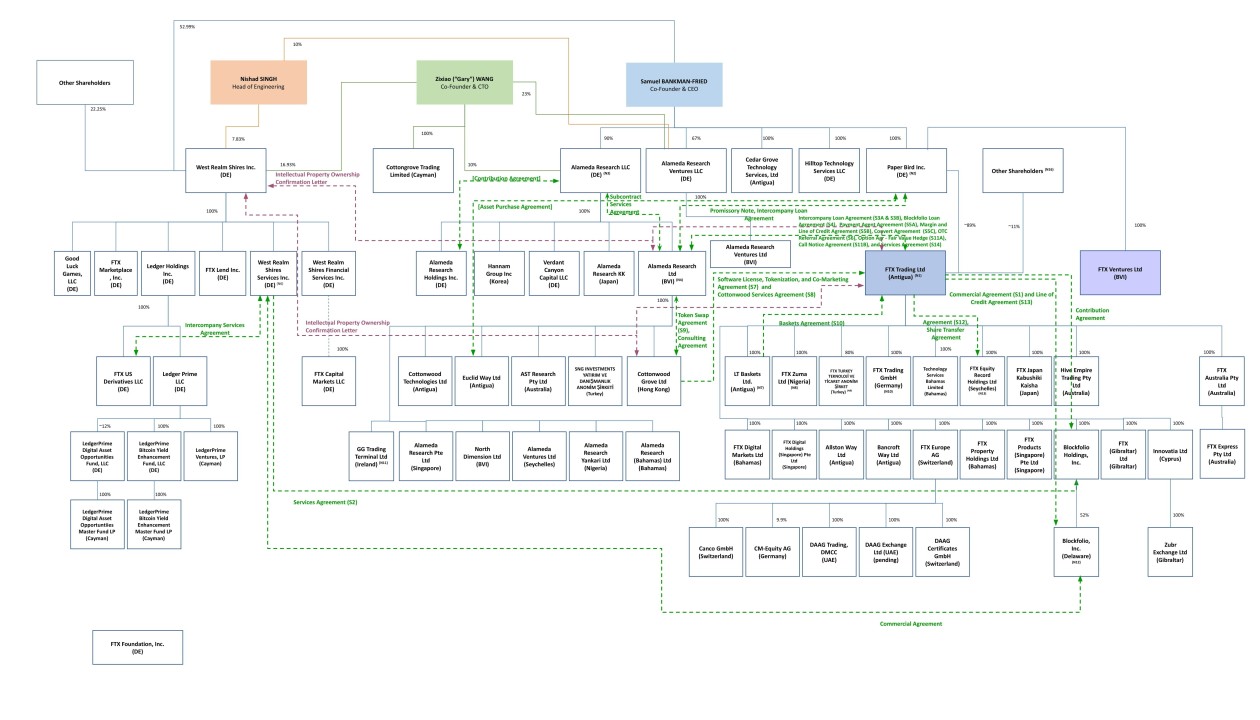 52.99%
10%
Other Shareholders
Nishad SINGH
Head of Engineering
Zixiao ("Gary") WANG
Co-Founder & CTO
Samuel BANKMAN-FRIED
Co-Founder & CEO
23%
22.25%
7.83%
16.93%
100%
10%
90%
67%
100%
100%
100%
West Realm Shires Inc.
(DE)
Cottongrove Trading
Limited (Cayman)
Alameda Research LLC
(DE)
Alameda Research
Ventures LLC
(DE)
Cedar Grove
Technology
Services, Ltd
(Antigua)
Hilltop Technology
Services LLC
(DE)
Paper Bird Inc.
(DE)
Other Shareholders
Intellectual Property Ownership
Confirmation Letter
[Contribution Agreement]
Subcontract
Services
Agreement
[Asset Purchase Agreement]
Promissory Note, Intercompany Loan
Agreement
Intercompany Loan Agreement (S3A & S3B), Blockfolio Loan
Agreement (S4), Payment Agent Agreement (S5A), Margin and
Line of Credit Agreement (S5B), Convert Agreement (S5C), OTC
Referral Agreement (S6), Option Agr - Fair Value Hedge (S11A),
Call Notice Agreement (S11B), and Services Agreement (S14)
100%
100%
100%
~89%
~11%
100%
Good
Luck
Games,
LLC
(DE)
FTX
Marketplace
, Inc.
(DE)
Ledger Holdings
Inc.
(DE)
FTX Lend Inc.
(DE)
West Realm
Shires
Services Inc.
(DE)
West Realm
Shires Financial
Services Inc.
(DE)
Alameda
Research
Holdings Inc.
(DE)
Hannam
Group Inc
(Korea)
Verdant
Canyon
Capital LLC
(DE)
Alameda
Research KK
(Japan)
Alameda
Research
Ltd
(BVI)
Alameda Research
Ventures Ltd
(BVI)
FTX Trading Ltd
(Antigua)
FTX Ventures Ltd
(BVI)
Software License, Tokenization, and Co-Marketing
Agreement (S7) and
Cottonwood Services Agreement (S8)
Commercial Agreement (S1) and Line of
Credit Agreement (S13)
Contribution
Agreement
100%
100%
Intercompany Services
Agreement
Intellectual Property Ownership
Confirmation Letter
Token Swap
Agreement
(S9),
Consulting
Agreement
Baskets Agreement (S10)
Agreement (S12),
Share Transfer
Agreement
100%
100%
100%
80%
100%
100%
100%
100%
100%
100%
FTX US
Derivatives LLC
(DE)
Ledger Prime
LLC
(DE)
FTX Capital
Markets LLC
(DE)
Cottonwood
Technologies Ltd
(Antigua)
Euclid Way Ltd
(Antigua)
AST Research
Pty Ltd
(Australia)
SNG INVESTMENTS
YATIRIM VE
DANIŞMANLIK
ANONİM ŞİRKETİ
(Turkey)
Cottonwood
Grove Ltd
(Hong Kong)
LT Baskets
Ltd.
(Antigua)
FTX Zuma
Ltd (Nigeria)
FTX TURKEY
TEKNOLOJİ VE
TİCARET ANONİM
ŞİRKET
(Turkey)
FTX Trading
GmbH
(Germany)
Technology
Services
Bahamas
Limited
(Bahamas)
FTX Equity
Record
Holdings Ltd
(Seychelles)
FTX Japan
Kabushiki
Kaisha
(Japan)
Hive Empire
Trading Pty
Ltd
(Australia)
FTX
Australia Pty
Ltd
(Australia)
~12%
100%
100%
100%
100%
100%
100%
100%
100%
100%
100%
100%
100%
100%
LedgerPrime
Digital Asset
Opportunities
Fund, LLC
(DE)
LedgerPrime
Bitcoin Yield
Enhancement
Fund, LLC
(DE)
LedgerPrime
Ventures, LP
(Cayman)
GG Trading
Terminal Ltd
(Ireland)
Alameda
Research Pte
Ltd
(Singapore)
North
Dimension Ltd
(BVI)
Alameda
Ventures Ltd
(Seychelles)
Alameda
Research
Yankari Ltd
(Nigeria)
Alameda
Research
(Bahamas) Ltd
(Bahamas)
FTX Digital
Markets Ltd
(Bahamas)
FTX Digital
Holdings
(Singapore) Pte
Ltd
(Singapore)
Allston Way
Ltd
(Antigua)
Bancroft
Way Ltd
(Antigua)
FTX Europe
AG
(Switzerland)
FTX
Property
Holdings Ltd
(Bahamas)
FTX
Products
(Singapore)
Pte Ltd
(Singapore)
Blockfolio
Holdings,
Inc.
FTX
(Gibraltar)
Ltd
(Gibraltar)
Innovatia Ltd
(Cyprus)
FTX Express
Pty Ltd
(Australia)
100%
100%
Services Agreement (S2)
LedgerPrime
Digital Asset
Opportunities
Master Fund LP
(Cayman)
LedgerPrime
Bitcoin Yield
Enhancement
Master Fund LP
(Cayman)
100%
9.9%
100%
100%
100%
52%
100%
Canco GmbH
(Switzerland)
CM-Equity AG
(Germany)
DAAG Trading,
DMCC
(UAE)
DAAG Exchange
Ltd (UAE)
(pending)
DAAG
Certificates
GmbH
(Switzerland)
Blockfolio,
Inc.
(Delaware)
Zubr
Exchange Ltd
(Gibraltar)
Commercial Agreement
FTX Foundation, Inc.
(DE)